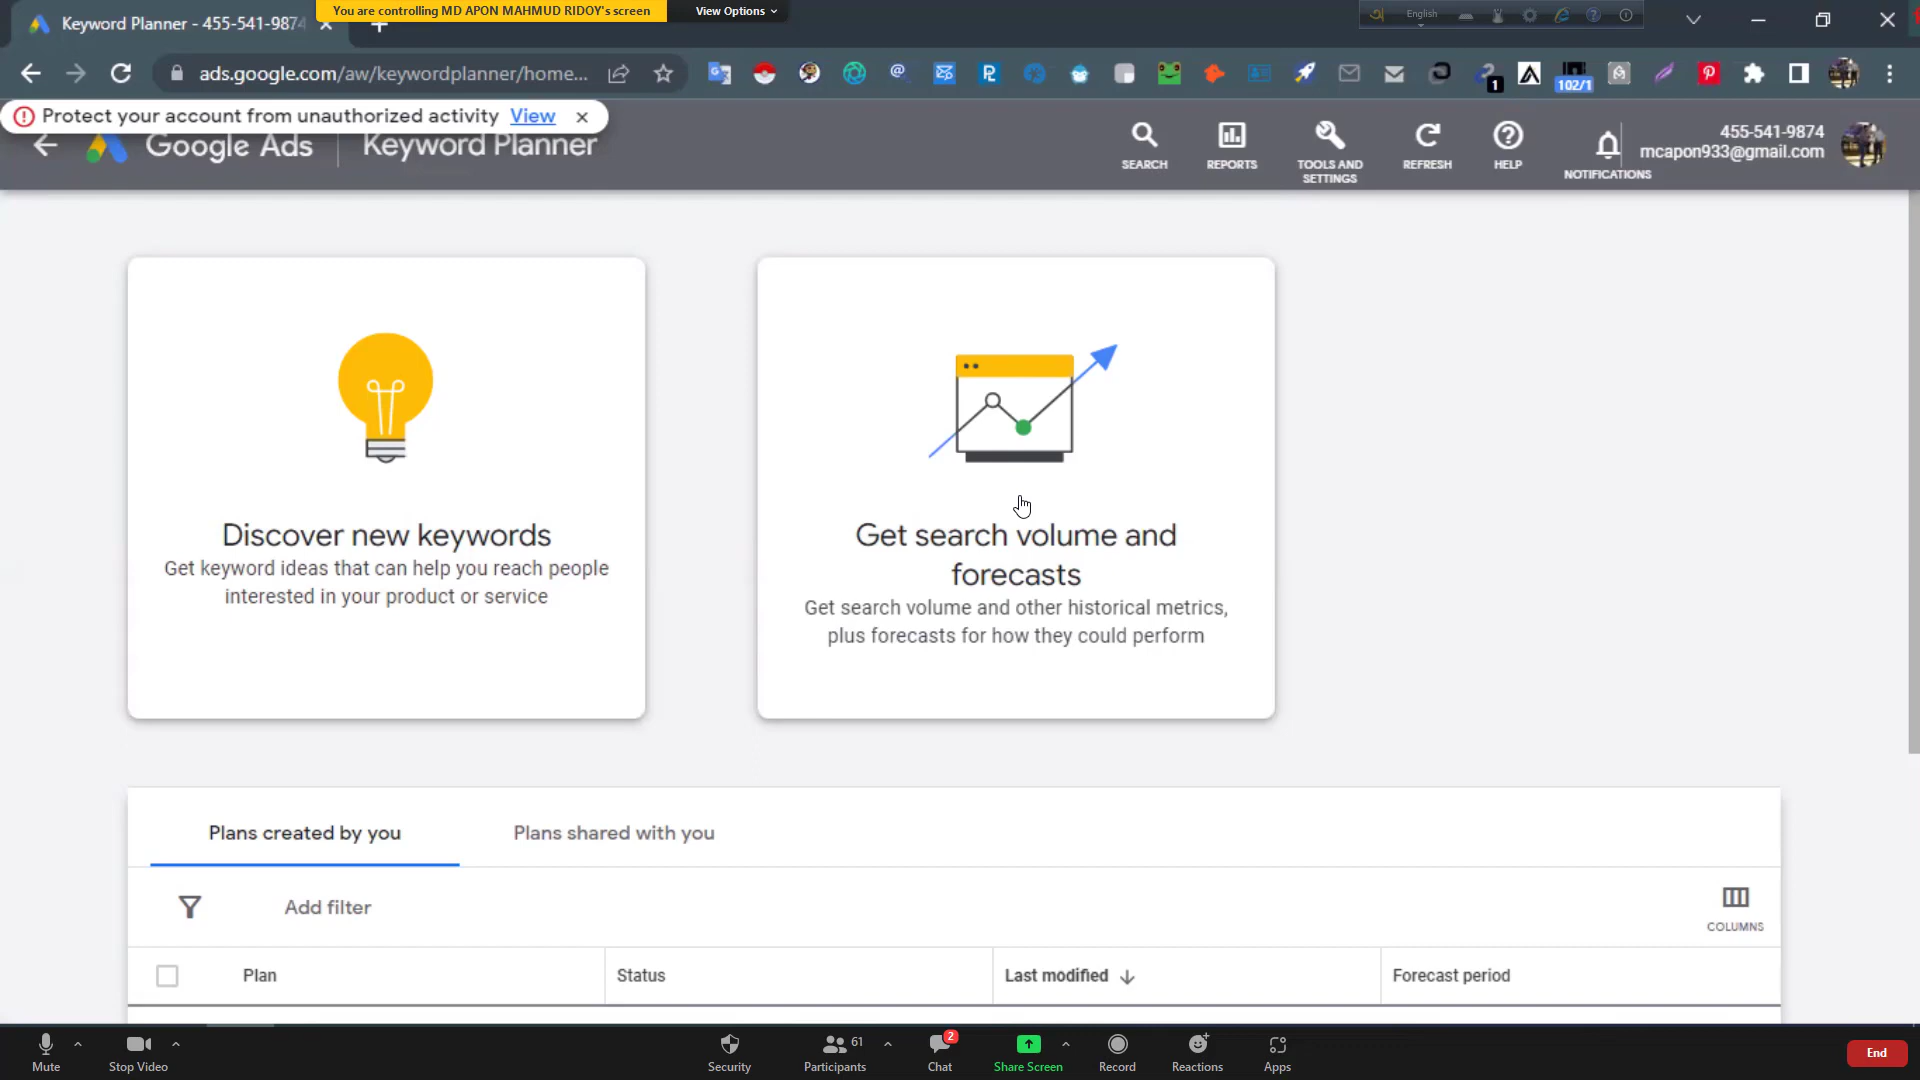 Keyword Planner - 455-541-9874
You are controlling MD APON MAHMUD RIDOY's screen
View Options
English
ads.google.com/aw/keywordplanner/home...
1
102/1
Protect your account from unauthorized activity View
Google Ads
Keyword Planner
SEARCH
REPORTS
TOOLS AND
SETTINGS
REFRESH
HELP
NOTIFICATIONS
455-541-9874
mcapon933@gmail.com
Discover new keywords
Get keyword ideas that can help you reach people
interested in your product or service
Get search volume and
forecasts
Get search volume and other historical metrics,
plus forecasts for how they could perform
Plans created by you
Plans shared with you
Add filter
COLUMNS
Plan
Status
Last modified
Forecast period
Mute
Stop Video
Security
61
Participants
2
Chat
Share Screen
Record
Reactions
Apps
End